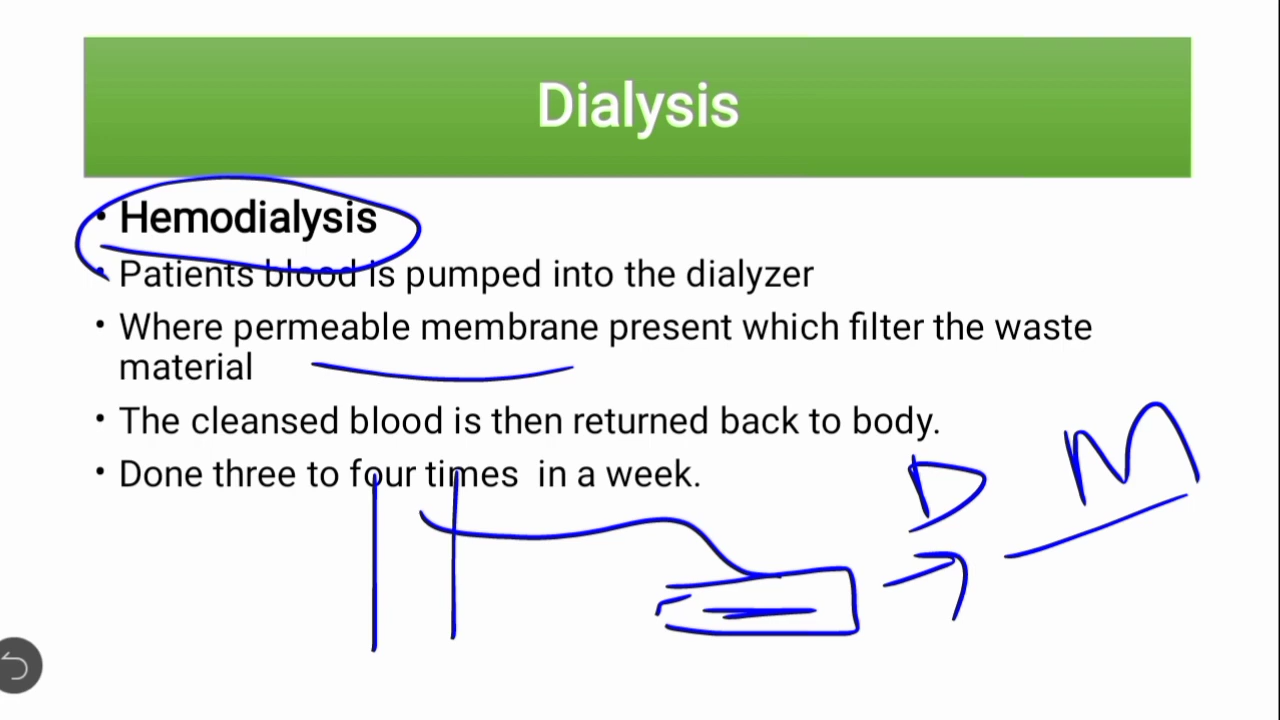 Dialysis
• Hemodialysis
• Patients blood is pumped into the dialyzer
• Where permeable membrane present which filter the waste
material
• The cleansed blood is then returned back to body.
• Done three to four times in a week.
D M